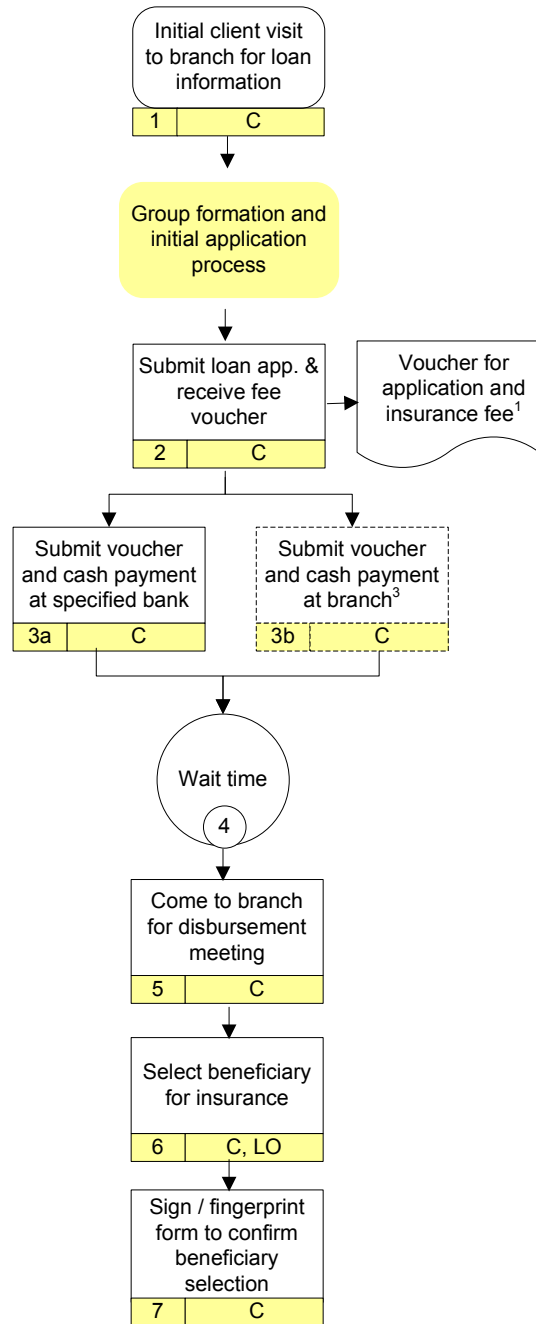 Initial client visit
to branch for loan
information
1 C
Group formation and
initial application
process
Submit loan app. &
receive fee
voucher
2 C
Voucher for
application and
insurance fee¹
Submit voucher
and cash payment
at specified bank
3a C
Submit voucher
and cash payment
at branch³
3b C
Wait time
4
Come to branch
for disbursement
meeting
5 C
Select beneficiary
for insurance
6 C, LO
Sign / fingerprint
form to confirm
beneficiary
selection
7 C